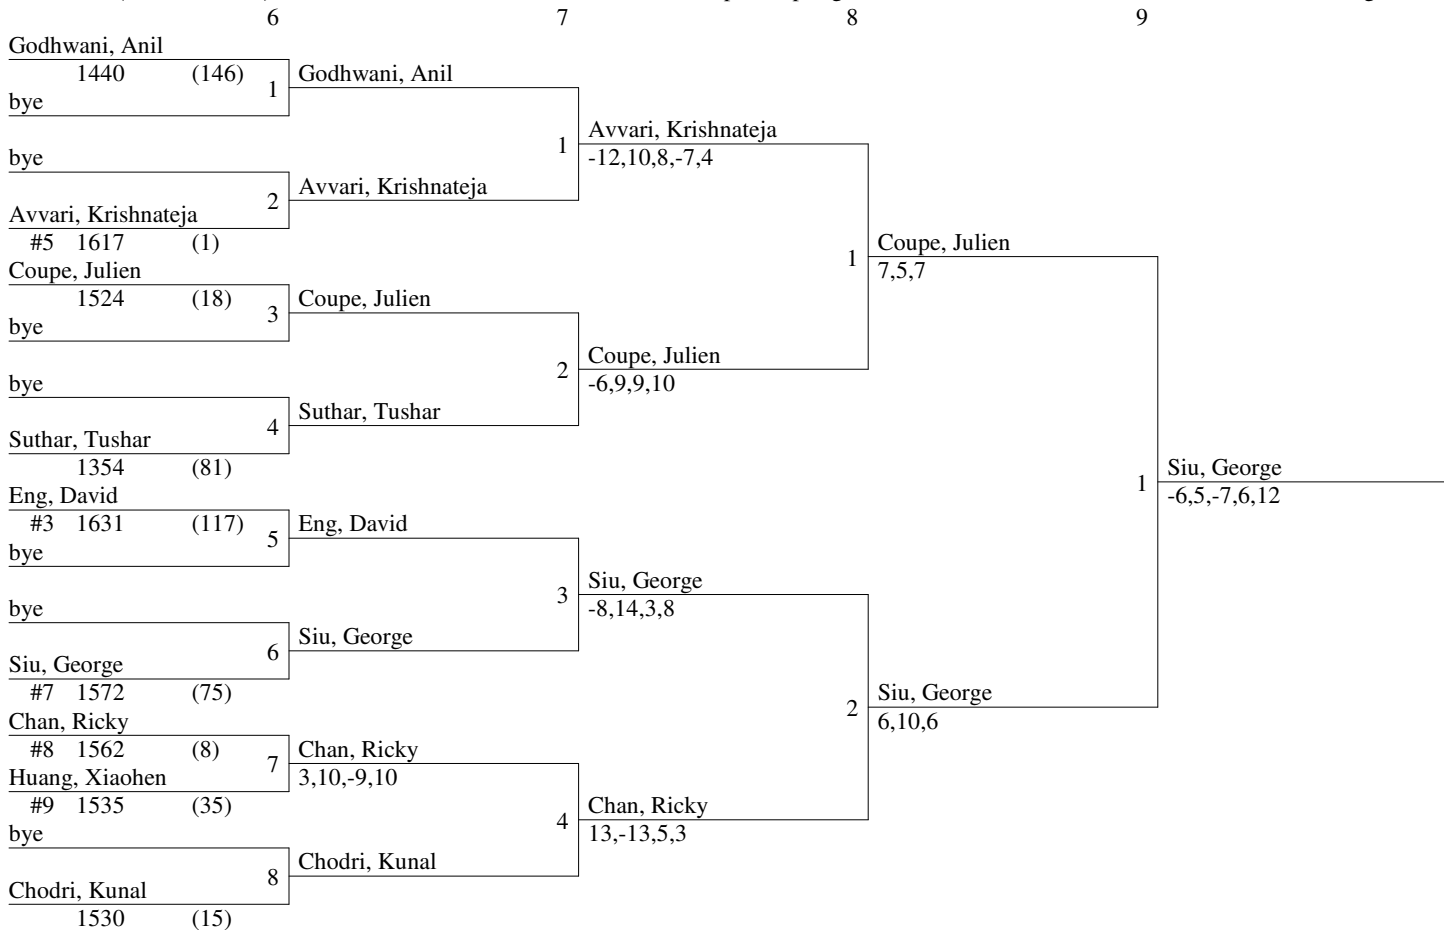 6 7 8 9
Godhwani, Anil
1440 (146)
1
Godhwani, Anil
bye
1
Avvari, Krishnateja
-12,10,8,-7,4
bye
2
Avvari, Krishnateja
Avvari, Krishnateja
#5 1617 (1)
1
Coupe, Julien
7,5,7
Coupe, Julien
1524 (18)
3
Coupe, Julien
bye
2
Coupe, Julien
-6,9,9,10
bye
4
Suthar, Tushar
Suthar, Tushar
1354 (81)
1
Siu, George
-6,5,-7,6,12
Eng, David
#3 1631 (117)
5
Eng, David
bye
3
Siu, George
-8,14,3,8
bye
6
Siu, George
Siu, George
#7 1572 (75)
2
Siu, George
6,10,6
Chan, Ricky
#8 1562 (8)
7
Chan, Ricky
3,10,-9,10
Huang, Xiaohen
#9 1535 (35)
4
Chan, Ricky
13,-13,5,3
bye
8
Chodri, Kunal
Chodri, Kunal
1530 (15)